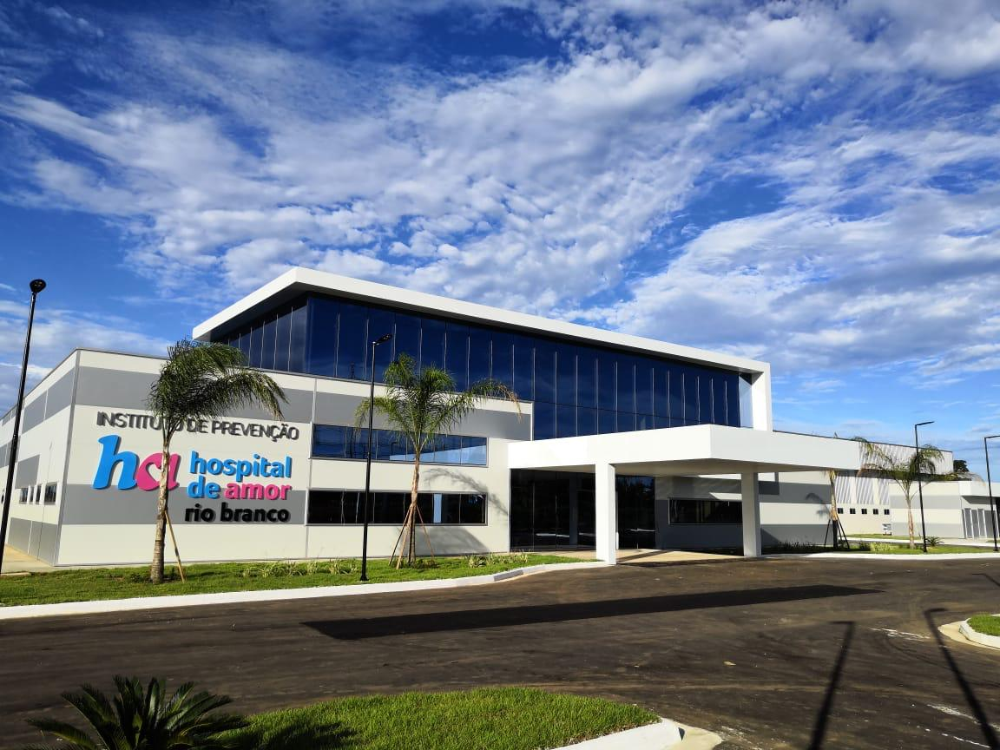 INSTITUTO DE PREVENÇÃO
ha hospital
de amor
rio branco